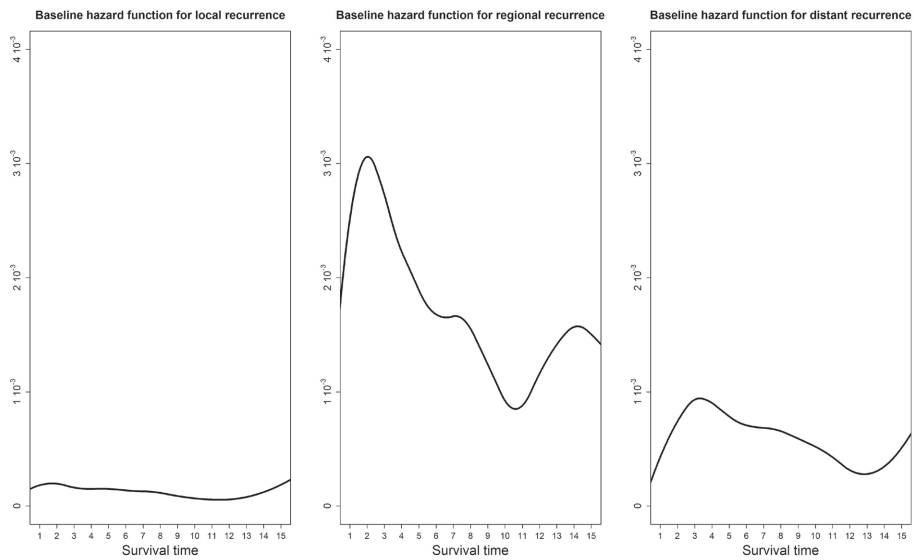 Baseline hazard function for local recurrence
4 10⁻³
3 10⁻³
2 10⁻³
1 10⁻³
0
1 2 3 4 5 6 7 8 9 10 11 12 13 14 15
Survival time
Baseline hazard function for regional recurrence
4 10⁻³
3 10⁻³
2 10⁻³
1 10⁻³
0
1 2 3 4 5 6 7 8 9 10 11 12 13 14 15
Survival time
Baseline hazard function for distant recurrence
4 10⁻³
3 10⁻³
2 10⁻³
1 10⁻³
0
1 2 3 4 5 6 7 8 9 10 11 12 13 14 15
Survival time